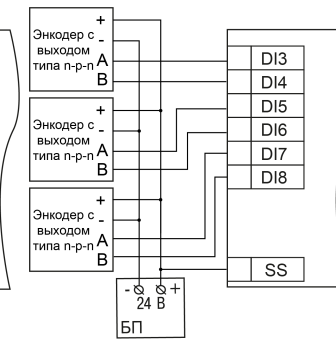 Энкодер с
выходом
типа n-p-n
+
-
A
B
Энкодер с
выходом
типа n-p-n
+
-
A
B
Энкодер с
выходом
типа n-p-n
+
-
A
B
DI3
DI4
DI5
DI6
DI7
DI8
SS
- +
24 В
БП